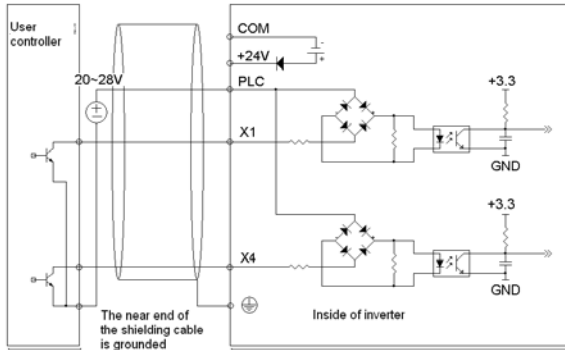 User
controller
COM
+24V
-
+
20~28V
PLC
+3.3
X1
GND
+3.3
X4
GND
The near end
of the shielding cable
is grounded
Inside of inverter